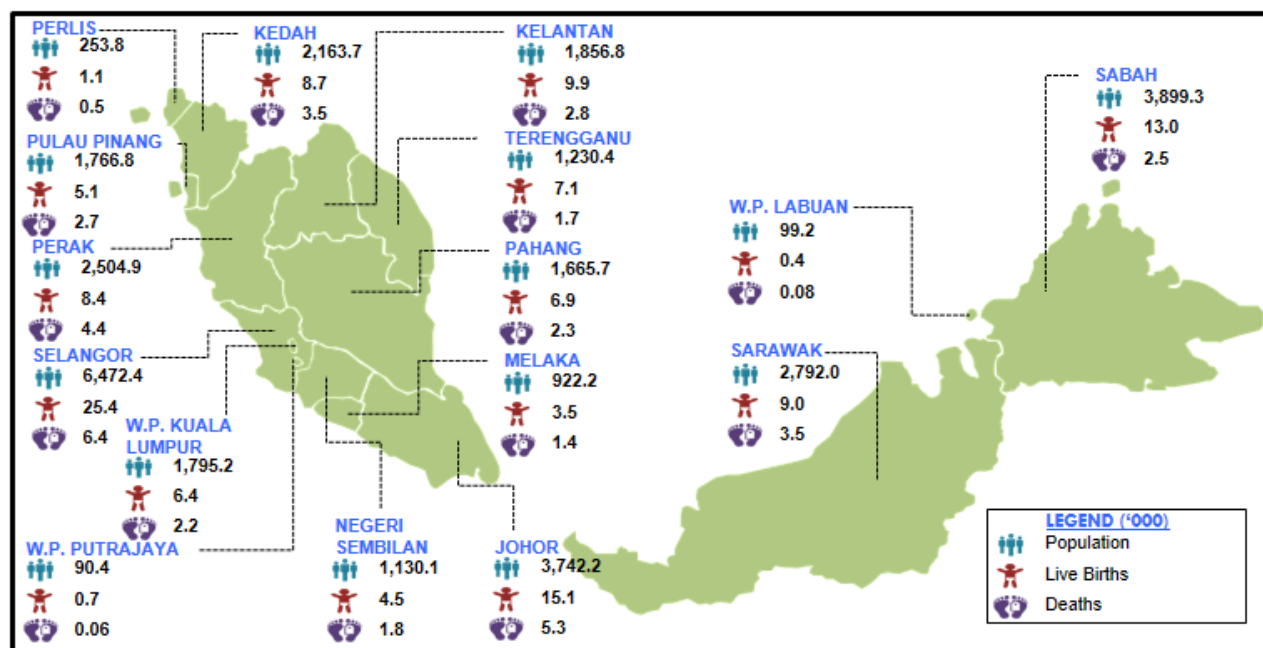 PERLIS
253.8
1.1
0.5
KEDAH
2,163.7
8.7
3.5
KELANTAN
1,856.8
9.9
2.8
SABAH
3,899.3
13.0
2.5
PULAU PINANG
1,766.8
5.1
2.7
TERENGGANU
1,230.4
7.1
1.7
W.P. LABUAN
99.2
0.4
0.08
PERAK
2,504.9
8.4
4.4
PAHANG
1,665.7
6.9
2.3
SELANGOR
6,472.4
25.4
6.4
MELAKA
922.2
3.5
1.4
SARAWAK
2,792.0
9.0
3.5
W.P. KUALA
LUMPUR
1,795.2
6.4
2.2
W.P. PUTRAJAYA
90.4
0.7
0.06
NEGERI
SEMBILAN
1,130.1
4.5
1.8
JOHOR
3,742.2
15.1
5.3
LEGEND (‘000)
Population
Live Births
Deaths